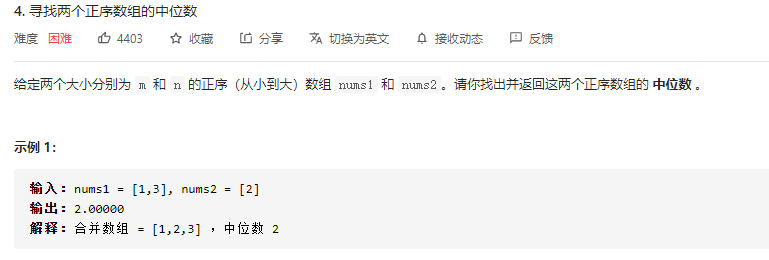 4. 寻找两个正序数组的中位数
难度 困难 4403 收藏 分享 切换为英文 接收动态 反馈
给定两个大小分别为 m 和 n 的正序（从小到大）数组 nums1 和 nums2。请你找出并返回这两个正序数组的 中位数 。
示例 1：
输入：nums1 = [1,3], nums2 = [2]
输出：2.00000
解释：合并数组 = [1,2,3] ，中位数 2